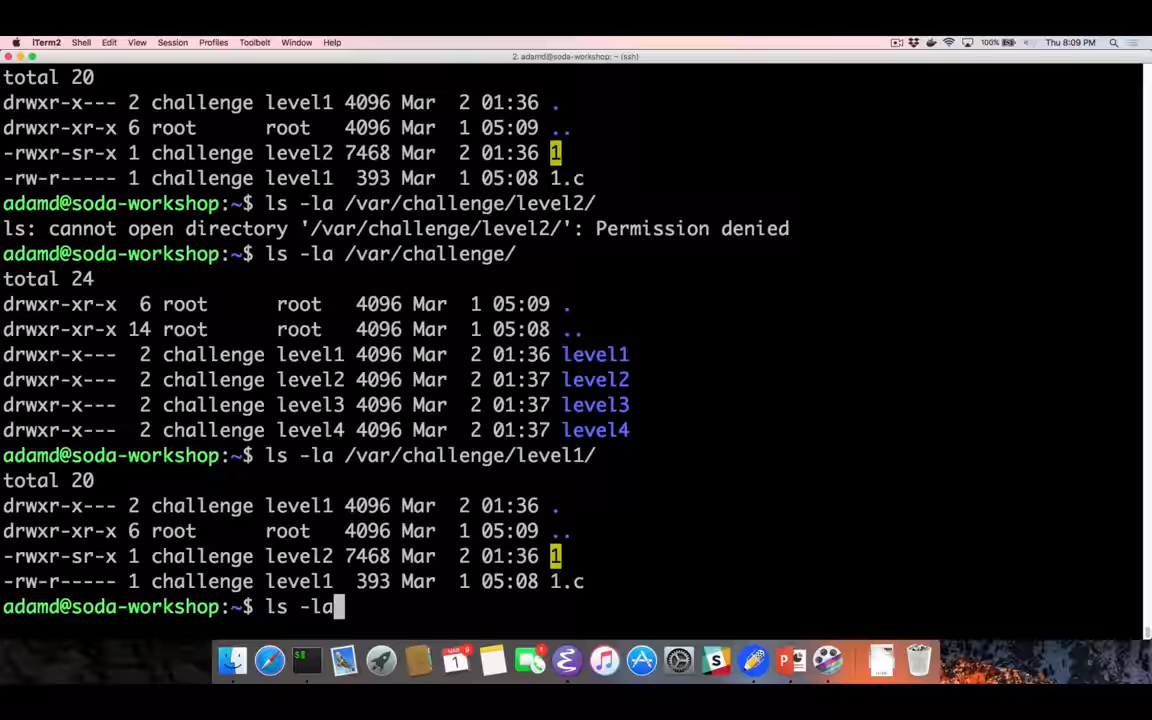 iTerm2 Shell Edit View Session Profiles Toolbelt Window Help 100% Thu 8:09 PM
2. adamd@soda-workshop: ~ (ssh)
total 20
drwxr-x--- 2 challenge level1 4096 Mar  2 01:36 .
drwxr-xr-x 6 root      root   4096 Mar  1 05:09 ..
-rwxr-sr-x 1 challenge level2 7468 Mar  2 01:36 1
-rw-r----- 1 challenge level1  393 Mar  1 05:08 1.c
adamd@soda-workshop:~$ ls -la /var/challenge/level2/
ls: cannot open directory '/var/challenge/level2/': Permission denied
adamd@soda-workshop:~$ ls -la /var/challenge/
total 24
drwxr-xr-x  6 root      root   4096 Mar  1 05:09 .
drwxr-xr-x 14 root      root   4096 Mar  1 05:08 ..
drwxr-x---  2 challenge level1 4096 Mar  2 01:36 level1
drwxr-x---  2 challenge level2 4096 Mar  2 01:37 level2
drwxr-x---  2 challenge level3 4096 Mar  2 01:37 level3
drwxr-x---  2 challenge level4 4096 Mar  2 01:37 level4
adamd@soda-workshop:~$ ls -la /var/challenge/level1/
total 20
drwxr-x--- 2 challenge level1 4096 Mar  2 01:36 .
drwxr-xr-x 6 root      root   4096 Mar  1 05:09 ..
-rwxr-sr-x 1 challenge level2 7468 Mar  2 01:36 1
-rw-r----- 1 challenge level1  393 Mar  1 05:08 1.c
adamd@soda-workshop:~$ ls -la